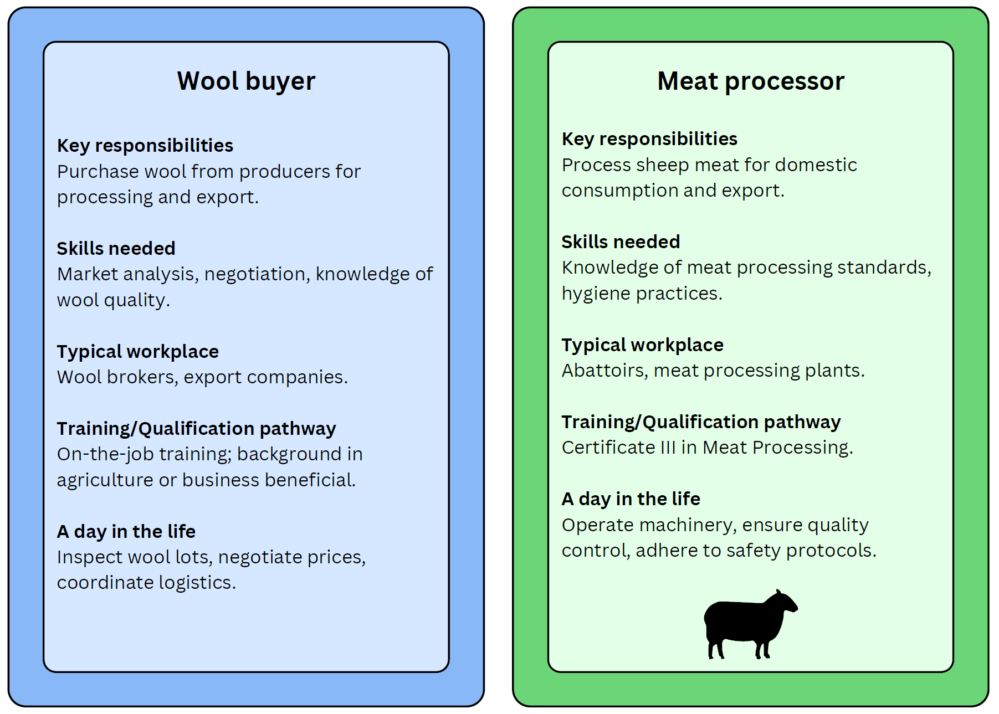 Wool buyer
Key responsibilities
Purchase wool from producers for
processing and export.
Skills needed
Market analysis, negotiation, knowledge of
wool quality.
Typical workplace
Wool brokers, export companies.
Training/Qualification pathway
On-the-job training; background in
agriculture or business beneficial.
A day in the life
Inspect wool lots, negotiate prices,
coordinate logistics.
Meat processor
Key responsibilities
Process sheep meat for domestic
consumption and export.
Skills needed
Knowledge of meat processing standards,
hygiene practices.
Typical workplace
Abattoirs, meat processing plants.
Training/Qualification pathway
Certificate III in Meat Processing.
A day in the life
Operate machinery, ensure quality
control, adhere to safety protocols.